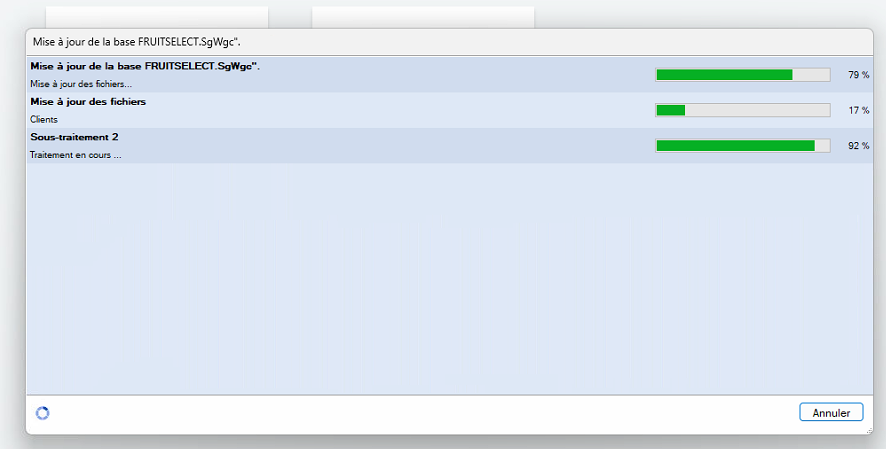 Mise à jour de la base FRUITSELECT.SgWgc".
Mise à jour de la base FRUITSELECT.SgWgc".
Mise à jour des fichiers...
79 %
Mise à jour des fichiers
Clients
17 %
Sous-traitement 2
Traitement en cours ...
92 %
Annuler